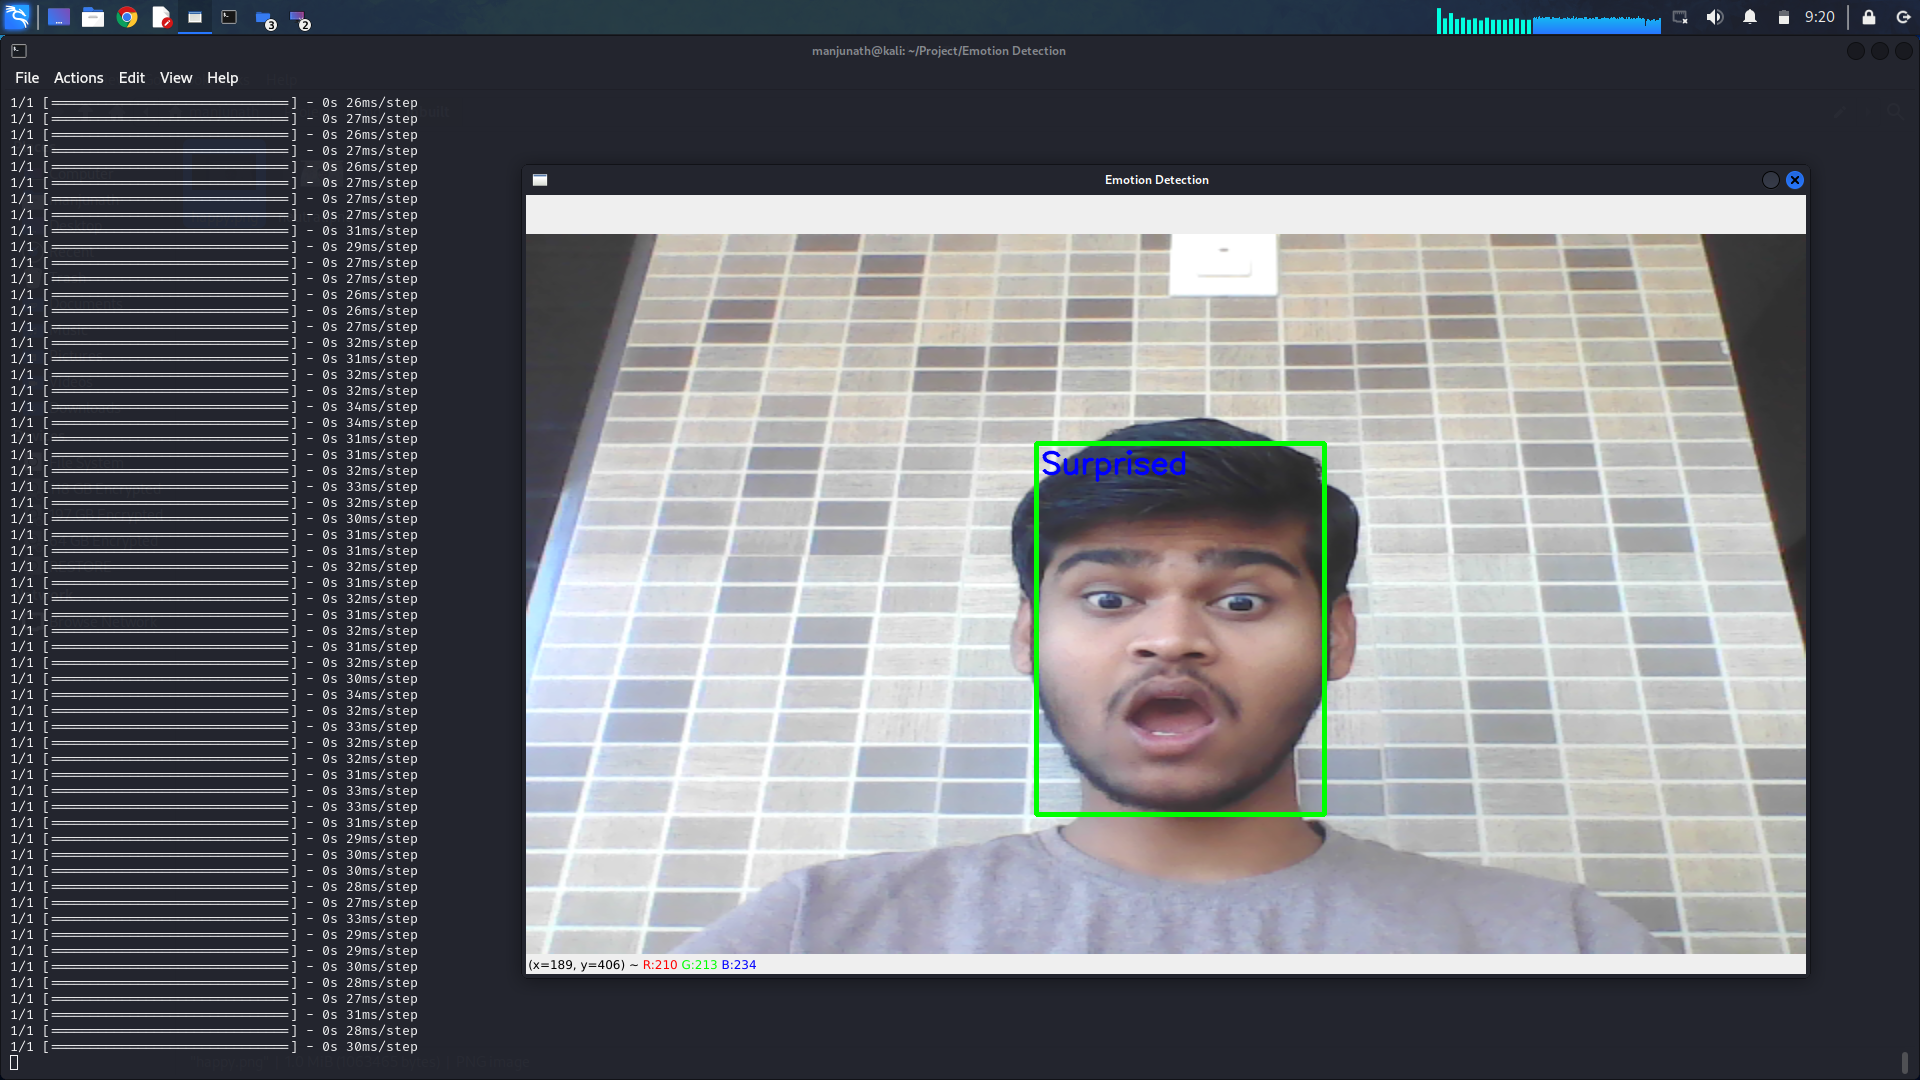 3
2
9:20
manjunath@kali: ~/Project/Emotion Detection
File Actions Edit View Help
1/1 [==============================] - 0s 26ms/step
1/1 [==============================] - 0s 27ms/step
1/1 [==============================] - 0s 26ms/step
1/1 [==============================] - 0s 27ms/step
1/1 [==============================] - 0s 26ms/step
1/1 [==============================] - 0s 27ms/step
1/1 [==============================] - 0s 27ms/step
1/1 [==============================] - 0s 27ms/step
1/1 [==============================] - 0s 31ms/step
1/1 [==============================] - 0s 29ms/step
1/1 [==============================] - 0s 27ms/step
1/1 [==============================] - 0s 27ms/step
1/1 [==============================] - 0s 26ms/step
1/1 [==============================] - 0s 26ms/step
1/1 [==============================] - 0s 27ms/step
1/1 [==============================] - 0s 32ms/step
1/1 [==============================] - 0s 31ms/step
1/1 [==============================] - 0s 32ms/step
1/1 [==============================] - 0s 32ms/step
1/1 [==============================] - 0s 34ms/step
1/1 [==============================] - 0s 34ms/step
1/1 [==============================] - 0s 31ms/step
1/1 [==============================] - 0s 31ms/step
1/1 [==============================] - 0s 32ms/step
1/1 [==============================] - 0s 33ms/step
1/1 [==============================] - 0s 32ms/step
1/1 [==============================] - 0s 30ms/step
1/1 [==============================] - 0s 31ms/step
1/1 [==============================] - 0s 31ms/step
1/1 [==============================] - 0s 32ms/step
1/1 [==============================] - 0s 31ms/step
1/1 [==============================] - 0s 32ms/step
1/1 [==============================] - 0s 31ms/step
1/1 [==============================] - 0s 32ms/step
1/1 [==============================] - 0s 31ms/step
1/1 [==============================] - 0s 32ms/step
1/1 [==============================] - 0s 30ms/step
1/1 [==============================] - 0s 34ms/step
1/1 [==============================] - 0s 32ms/step
1/1 [==============================] - 0s 33ms/step
1/1 [==============================] - 0s 32ms/step
1/1 [==============================] - 0s 32ms/step
1/1 [==============================] - 0s 31ms/step
1/1 [==============================] - 0s 33ms/step
1/1 [==============================] - 0s 33ms/step
1/1 [==============================] - 0s 31ms/step
1/1 [==============================] - 0s 29ms/step
1/1 [==============================] - 0s 30ms/step
1/1 [==============================] - 0s 30ms/step
1/1 [==============================] - 0s 28ms/step
1/1 [==============================] - 0s 27ms/step
1/1 [==============================] - 0s 33ms/step
1/1 [==============================] - 0s 29ms/step
1/1 [==============================] - 0s 29ms/step
1/1 [==============================] - 0s 30ms/step
1/1 [==============================] - 0s 28ms/step
1/1 [==============================] - 0s 27ms/step
1/1 [==============================] - 0s 31ms/step
1/1 [==============================] - 0s 28ms/step
1/1 [==============================] - 0s 30ms/step
Emotion Detection
Surprised
(x=189, y=406) ~ R:210 G:213 B:234